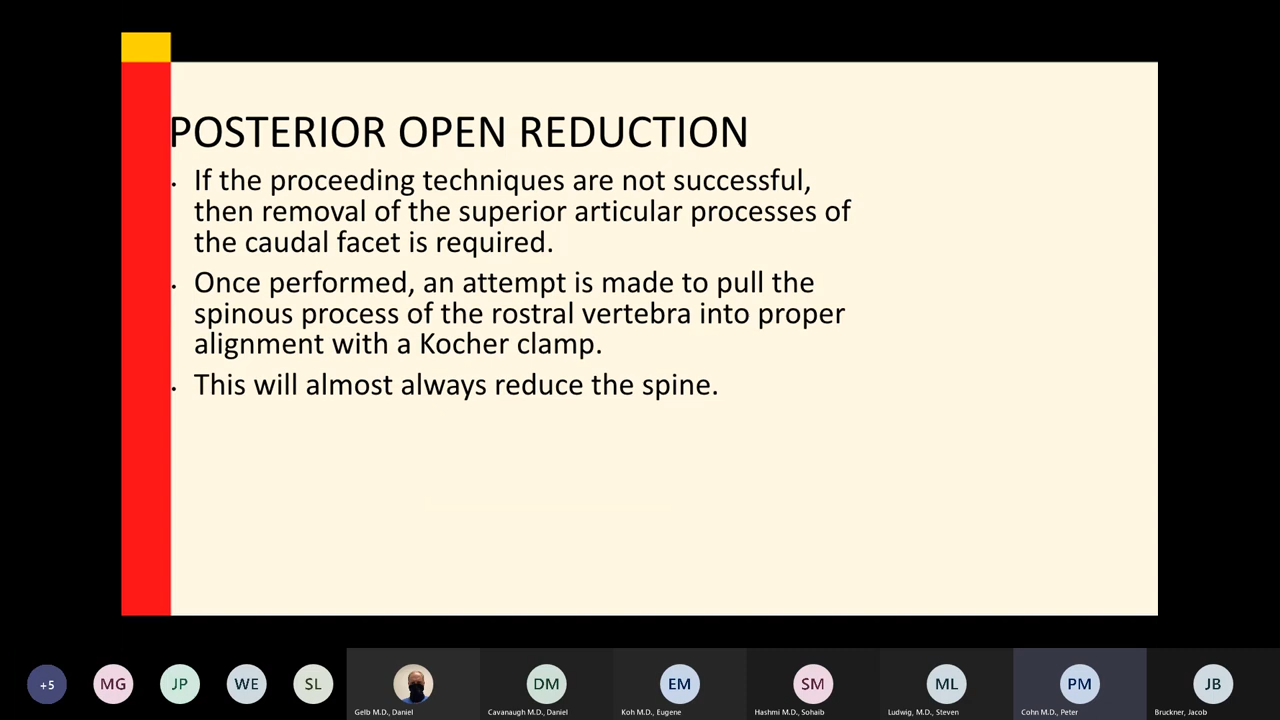 POSTERIOR OPEN REDUCTION
• If the proceeding techniques are not successful,
then removal of the superior articular processes of
the caudal facet is required.
• Once performed, an attempt is made to pull the
spinous process of the rostral vertebra into proper
alignment with a Kocher clamp.
• This will almost always reduce the spine.
+5
MG
JP
WE
SL
DM
EM
SM
ML
PM
JB
Gelb M.D., Daniel
Cavanaugh M.D., Daniel
Koh M.D., Eugene
Hashmi M.D., Sohaib
Ludwig, M.D., Steven
Cohn M.D., Peter
Bruckner, Jacob